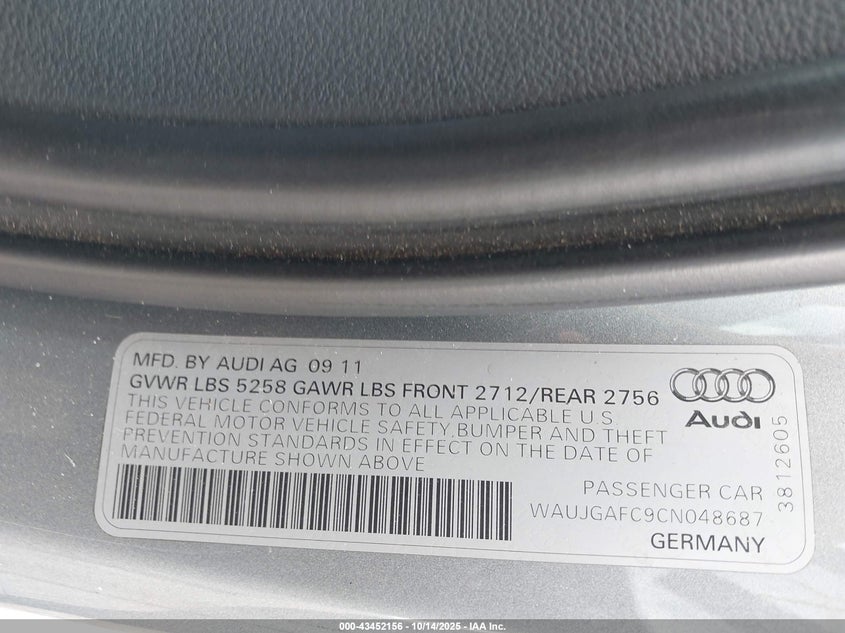 MFD. BY AUDI AG 09 11
GVWR LBS 5258 GAWR LBS FRONT 2712/REAR 2756
THIS VEHICLE CONFORMS TO ALL APPLICABLE U.S.
FEDERAL MOTOR VEHICLE SAFETY,BUMPER AND THEFT
PREVENTION STANDARDS IN EFFECT ON THE DATE OF
MANUFACTURE SHOWN ABOVE
Audi
3812605
PASSENGER CAR
WAUJGAFC9CN048687
GERMANY
000-43452156 - 10/14/2025 - IAA Inc.